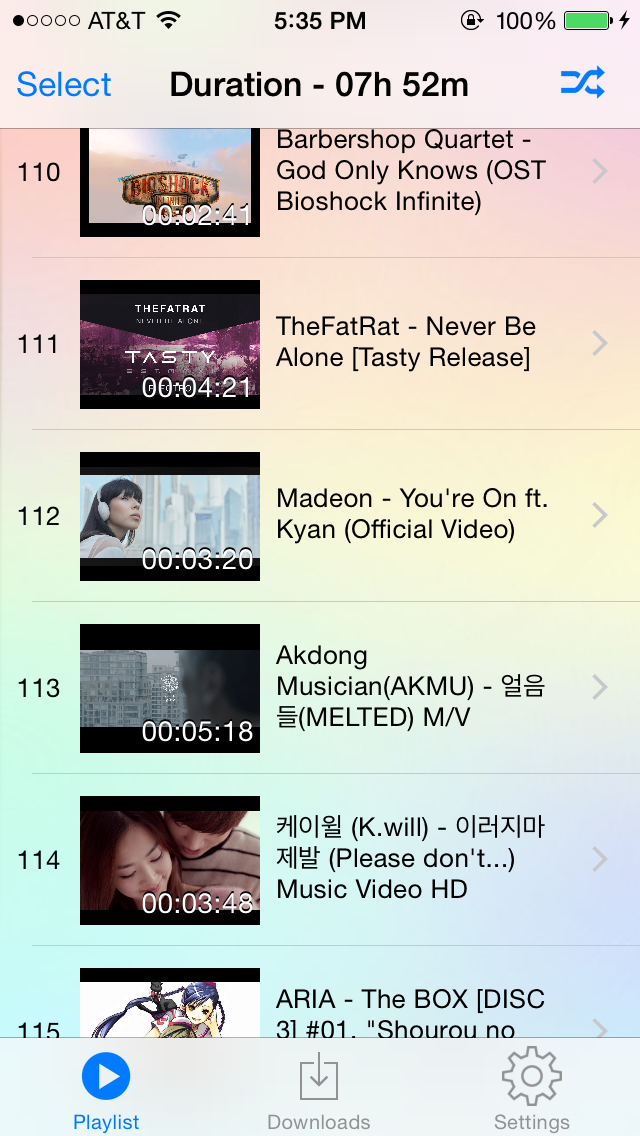 AT&T 5:35 PM 100%
Select Duration - 07h 52m
110
BIOSHOCK
INFINITE
00:02:41
Barbershop Quartet -
God Only Knows (OST
Bioshock Infinite)
111
THEFATRAT
NEVER BE ALONE
TASTY
00:04:21
TheFatRat - Never Be
Alone [Tasty Release]
112
00:03:20
Madeon - You're On ft.
Kyan (Official Video)
113
00:05:18
Akdong
Musician(AKMU) - 얼음
들(MELTED) M/V
114
00:03:48
케이윌 (K.will) - 이러지마
제발 (Please don't...)
Music Video HD
115
ARIA - The BOX [DISC
3] #01. "Shourou no
Playlist Downloads Settings